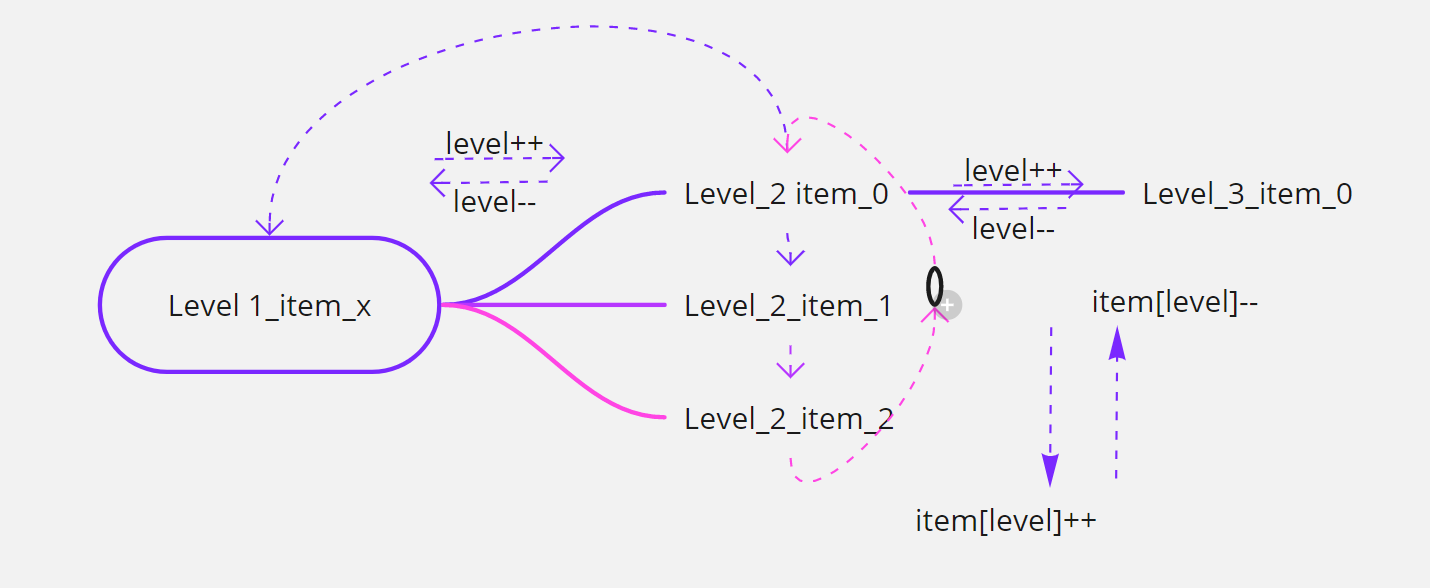 level++
level--
level++
level--
Level_2 item_0
Level_3_item_0
Level 1_item_x
Level_2_item_1
item[level]--
Level_2_item_2
item[level]++